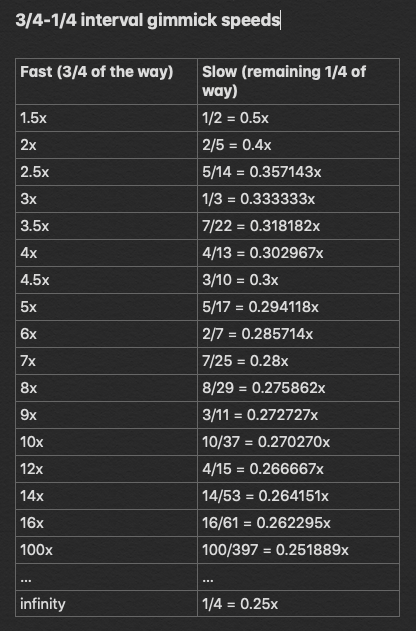 3/4-1/4 interval gimmick speeds
Fast (3/4 of the way) Slow (remaining 1/4 of
way)
1.5x 1/2 = 0.5x
2x 2/5 = 0.4x
2.5x 5/14 = 0.357143x
3x 1/3 = 0.333333x
3.5x 7/22 = 0.318182x
4x 4/13 = 0.302967x
4.5x 3/10 = 0.3x
5x 5/17 = 0.294118x
6x 2/7 = 0.285714x
7x 7/25 = 0.28x
8x 8/29 = 0.275862x
9x 3/11 = 0.272727x
10x 10/37 = 0.270270x
12x 4/15 = 0.266667x
14x 14/53 = 0.264151x
16x 16/61 = 0.262295x
100x 100/397 = 0.251889x
... ...
infinity 1/4 = 0.25x